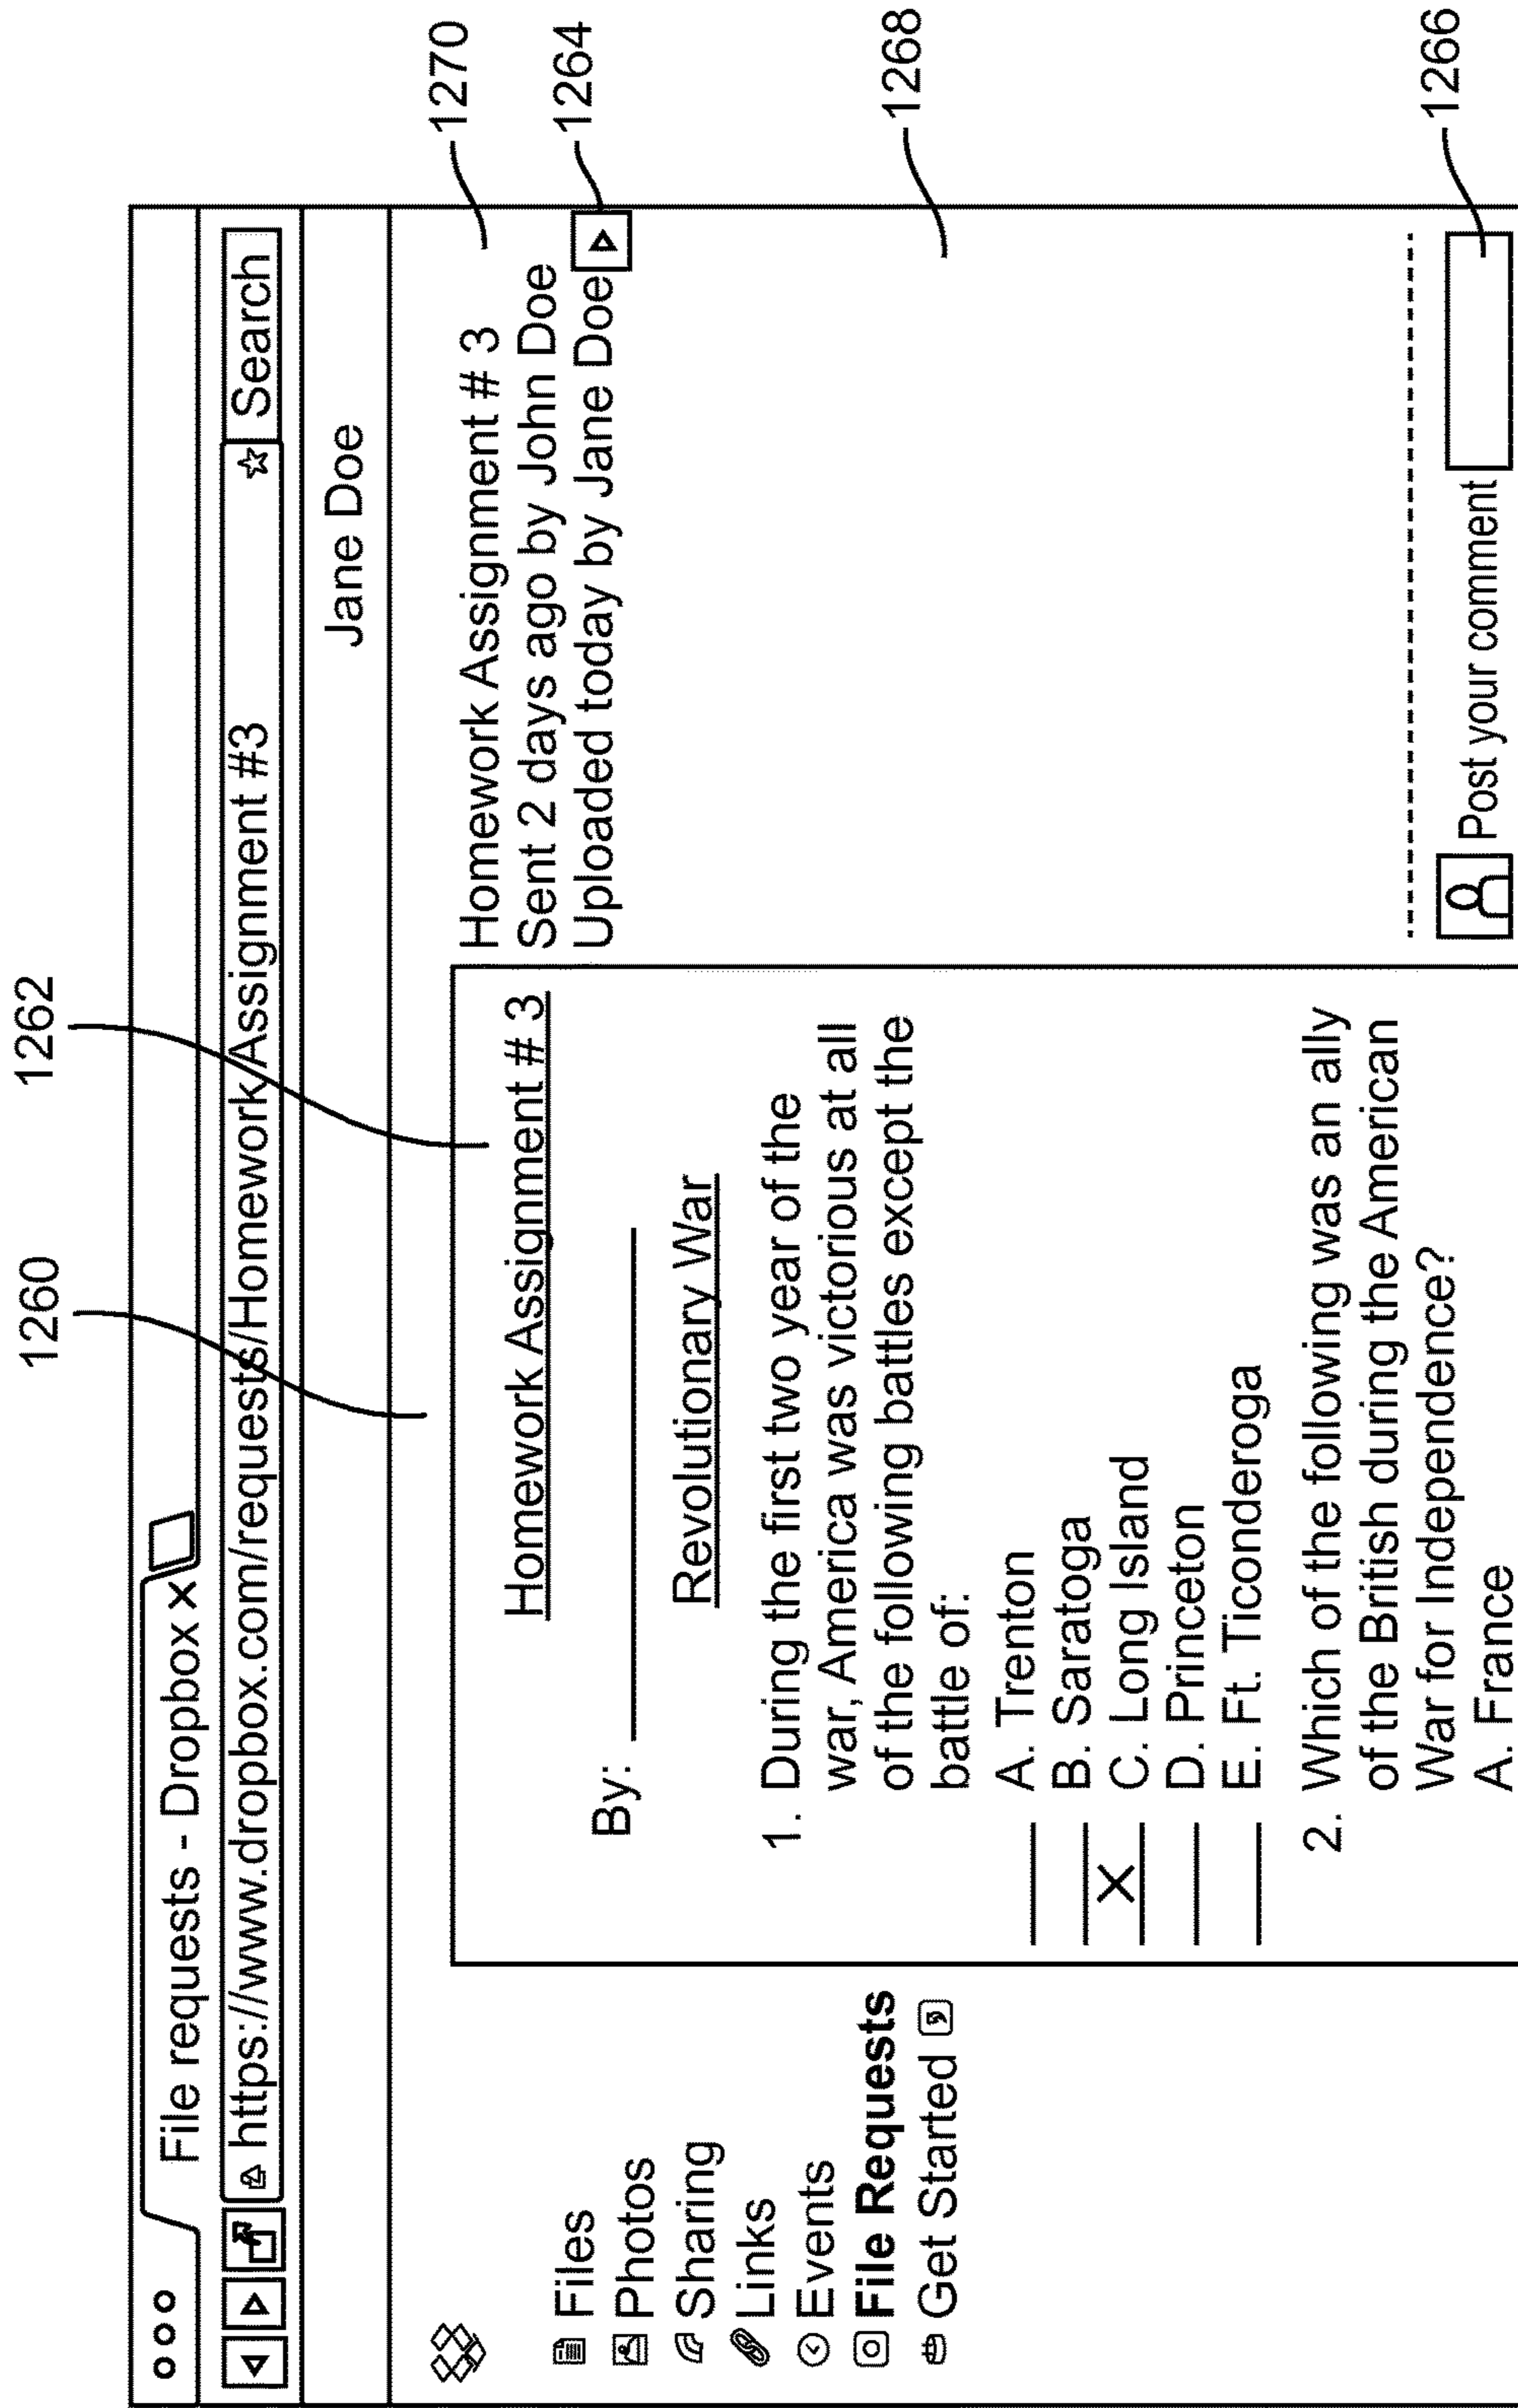 1260
1262
File requests - Dropbox X
https://www.dropbox.com/requests/Homework/Assignment #3
Search
Jane Doe
Files
Photos
Sharing
Links
Events
File Requests
Get Started
Homework Assignment # 3
By:
Revolutionary War
1. During the first two year of the
war, America was victorious at all
of the following battles except the
battle of:
A. Trenton
B. Saratoga
X C. Long Island
D. Princeton
E. Ft. Ticonderoga
2. Which of the following was an ally
of the British during the American
War for Independence?
A. France
Homework Assignment # 3
Sent 2 days ago by John Doe
Uploaded today by Jane Doe
Post your comment
1270
1264
1268
1266